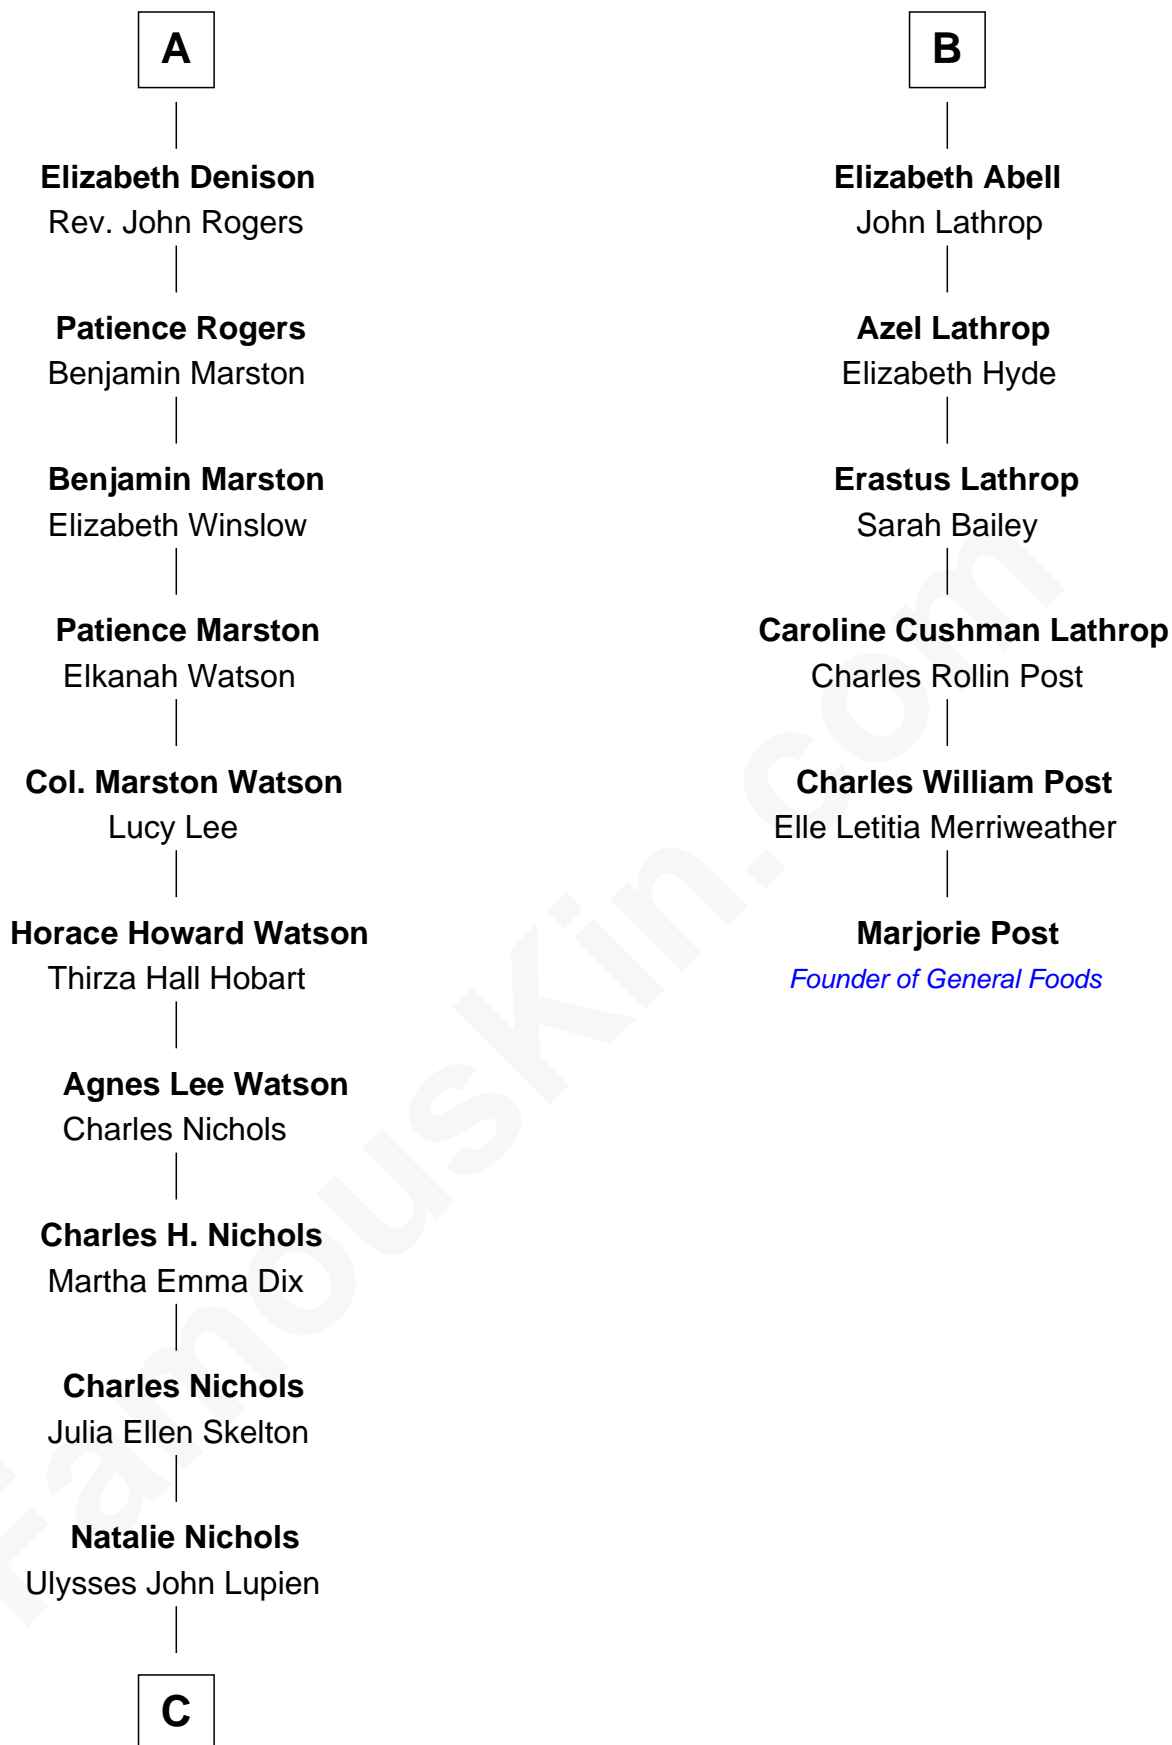 A
Elizabeth Denison
Rev. John Rogers
Patience Rogers
Benjamin Marston
Benjamin Marston
Elizabeth Winslow
Patience Marston
Elkanah Watson
Col. Marston Watson
Lucy Lee
Horace Howard Watson
Thirza Hall Hobart
Agnes Lee Watson
Charles Nichols
Charles H. Nichols
Martha Emma Dix
Charles Nichols
Julia Ellen Skelton
Natalie Nichols
Ulysses John Lupien
C
B
Elizabeth Abell
John Lathrop
Azel Lathrop
Elizabeth Hyde
Erastus Lathrop
Sarah Bailey
Caroline Cushman Lathrop
Charles Rollin Post
Charles William Post
Elle Letitia Merriweather
Marjorie Post
Founder of General Foods
FamousKin.com